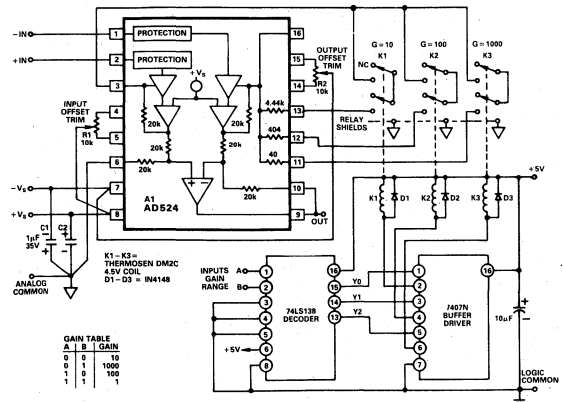 −IN
+IN
1
2
3
4
5
6
7
8
PROTECTION
PROTECTION
+VS
20k
20k
20k
20k
20k
20k
4.44k
404
40
A1
AD524
16
15
14
13
12
11
10
9
OUT
OUTPUT
OFFSET
TRIM
R2
10k
INPUT
OFFSET
TRIM
R1
10k
−VS
+VS
C1
1µF
35V
C2
ANALOG
COMMON
G=10
K1
G=100
K2
G=1000
K3
NC
RELAY
SHIELDS
K1
D1
K2
D2
K3
D3
+5V
K1−K3=
THERMOSEN DM2C
4.5V COIL
D1−D3 = IN4148
INPUTS
GAIN
RANGE
A
B
1
2
3
4
5
6
7
8
+5V
74LS138
DECODER
16
15
14
13
Y0
Y1
Y2
1
2
3
4
5
6
7
7407N
BUFFER
DRIVER
16
10µF
LOGIC
COMMON
GAIN TABLE
A B GAIN
0 0 10
0 1 1000
1 0 100
1 1 1